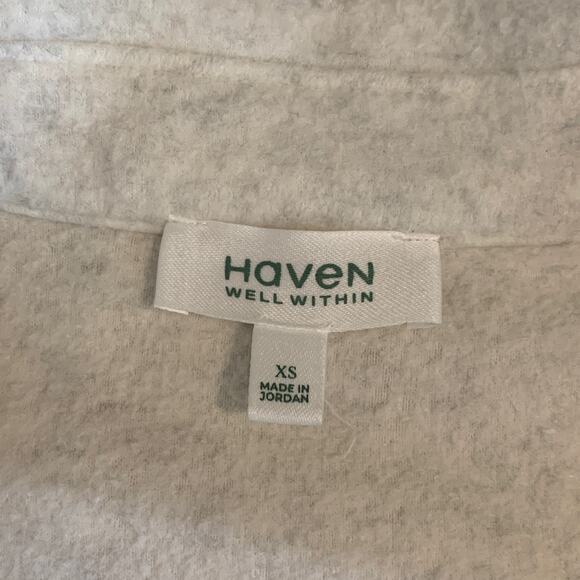 Haven
WELL WITHIN
XS
MADE IN
JORDAN